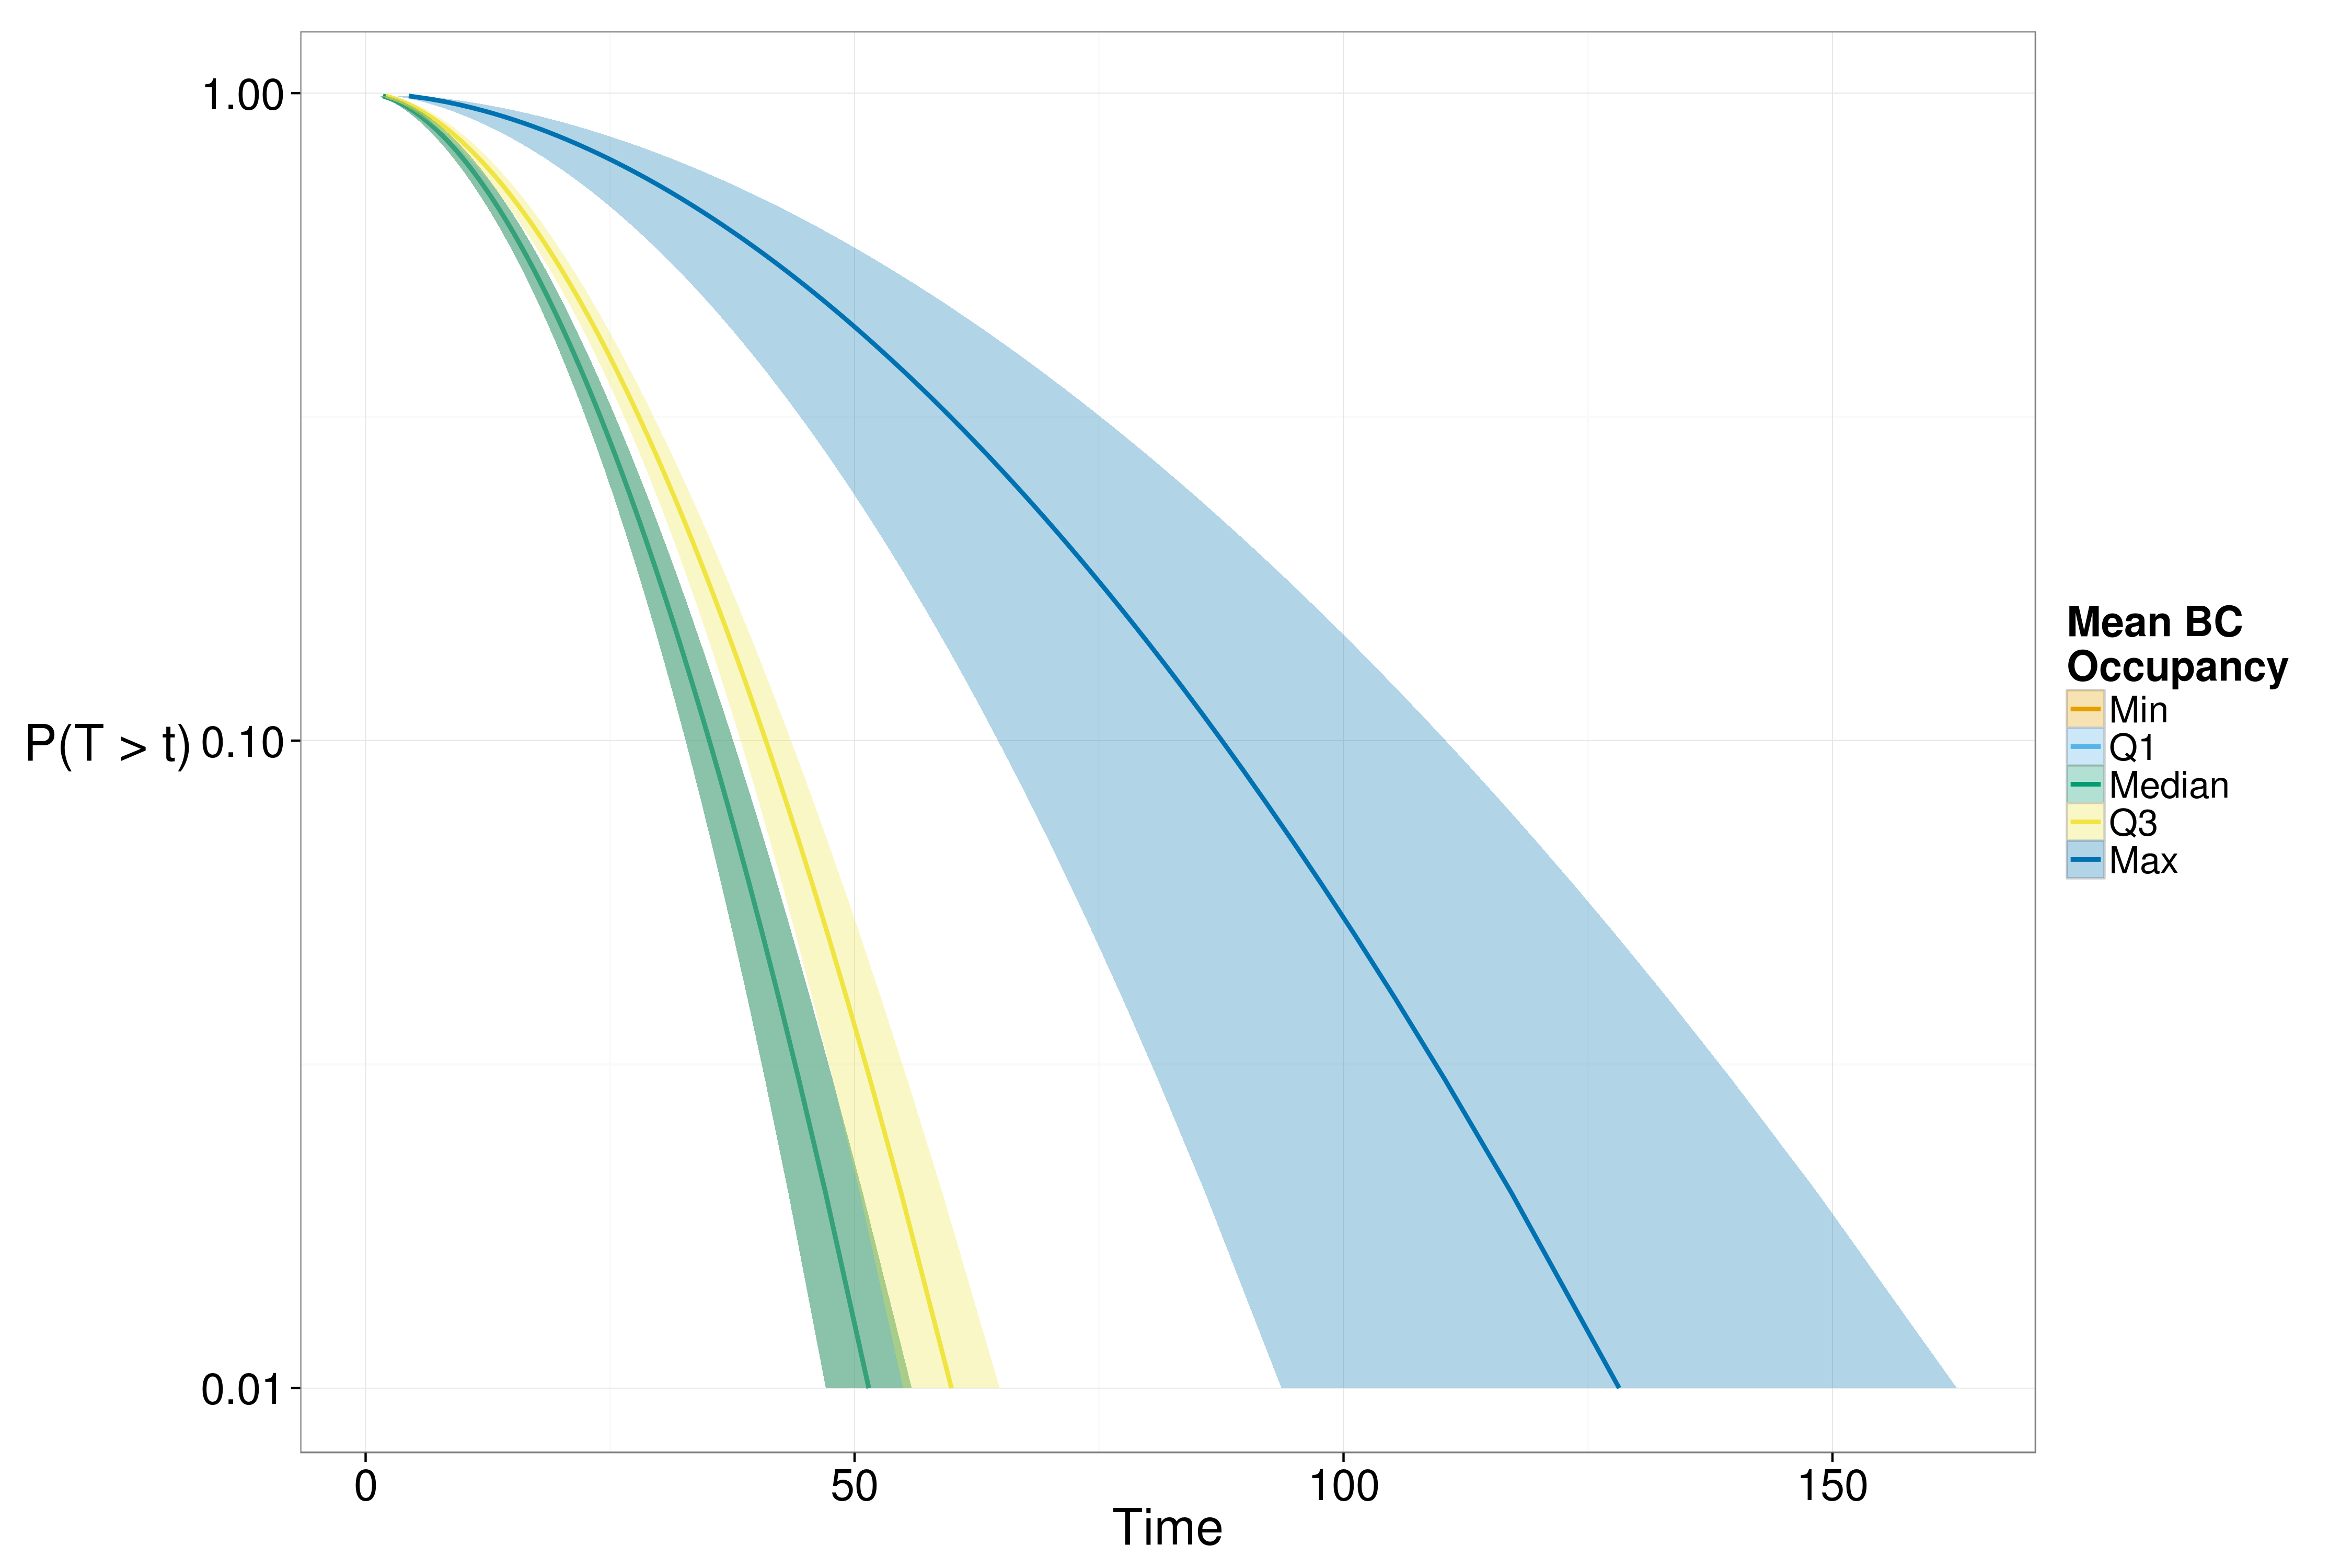 1.00
P(T > t) 0.10
0.01
0 50 100 150
Time
Mean BC
Occupancy
Min
Q1
Median
Q3
Max